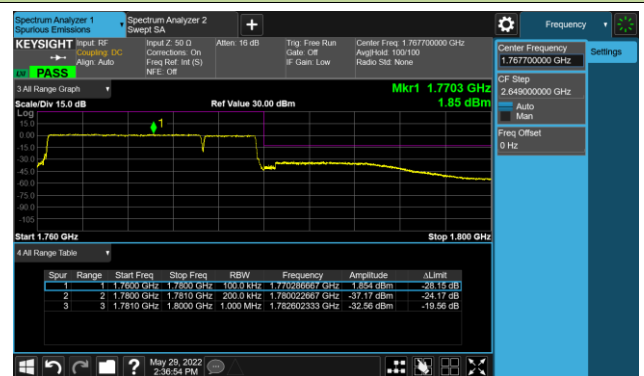 Spectrum Analyzer 1
Spurious Emissions
Spectrum Analyzer 2
Swept SA
Frequency
KEYSIGHT
Input: RF
Coupling: DC
Align: Auto
Input Z: 50 Ω
Corrections: On
Freq Ref: Int (S)
NFE: Off
Atten: 16 dB
Trig: Free Run
Gate: Off
IF Gain: Low
Center Freq: 1.767700000 GHz
Avg|Hold: 100/100
Radio Std: None
PASS
Center Frequency
1.767700000 GHz
Settings
CF Step
2.649000000 GHz
Auto
Man
Freq Offset
0 Hz
3 All Range Graph
Scale/Div 15.0 dB
Ref Value 30.00 dBm
Mkr1 1.7703 GHz
1.85 dBm
Log
15.0
0.00
-15.0
-30.0
-45.0
-60.0
-75.0
-90.0
-105
1
Start 1.760 GHz
Stop 1.800 GHz
4 All Range Table
Spur Range Start Freq Stop Freq RBW Frequency Amplitude ΔLimit
1 1 1.7600 GHz 1.7800 GHz 100.0 kHz 1.770286667 GHz 1.854 dBm -28.15 dB
2 2 1.7800 GHz 1.7810 GHz 200.0 kHz 1.780022667 GHz -37.17 dBm -24.17 dB
3 3 1.7810 GHz 1.8000 GHz 1.000 MHz 1.782602333 GHz -32.56 dBm -19.56 dB
May 29, 2022
2:36:54 PM